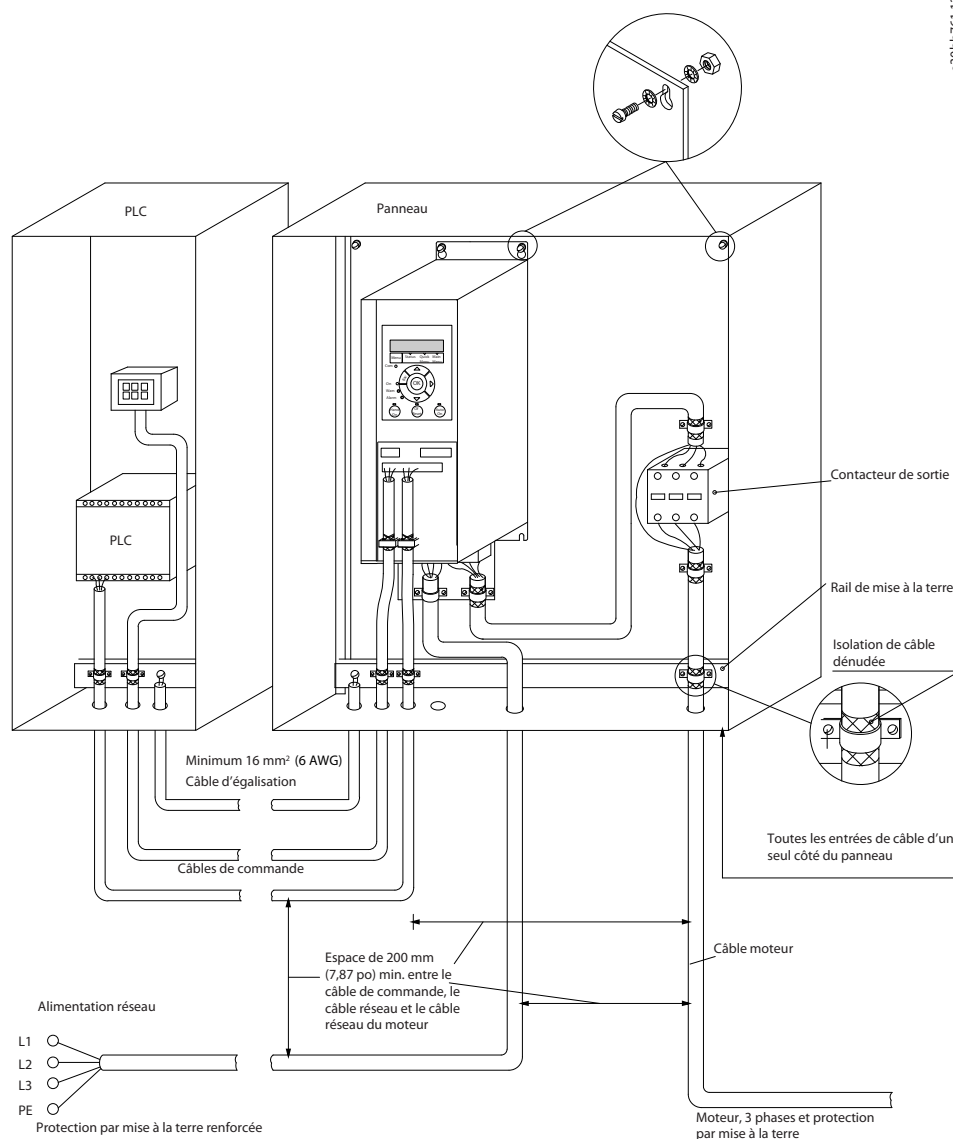 PLC
Panneau
OK
PLC
Contacteur de sortie
Rail de mise à la terre
Isolation de câble
dénudée
Minimum 16 mm² (6 AWG)
Câble d'égalisation
Toutes les entrées de câble d'un
seul côté du panneau
Câbles de commande
Espace de 200 mm
(7,87 po) min. entre le
câble de commande, le
câble réseau et le câble
réseau du moteur
Câble moteur
Alimentation réseau
L1
L2
L3
PE
Protection par mise à la terre renforcée
Moteur, 3 phases et protection
par mise à la terre